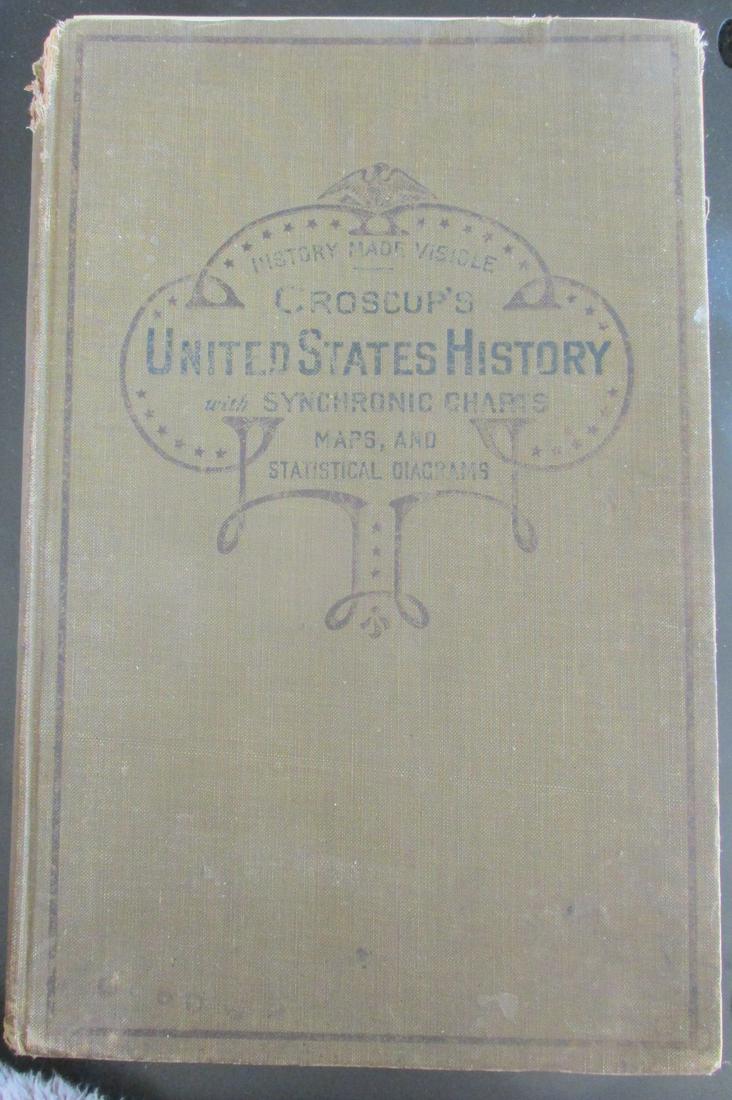 HISTORY MADE VISIBLE
CROSCUP'S
UNITED STATES HISTORY
with SYNCHRONIC CHARTS
MAPS, AND
STATISTICAL DIAGRAMS